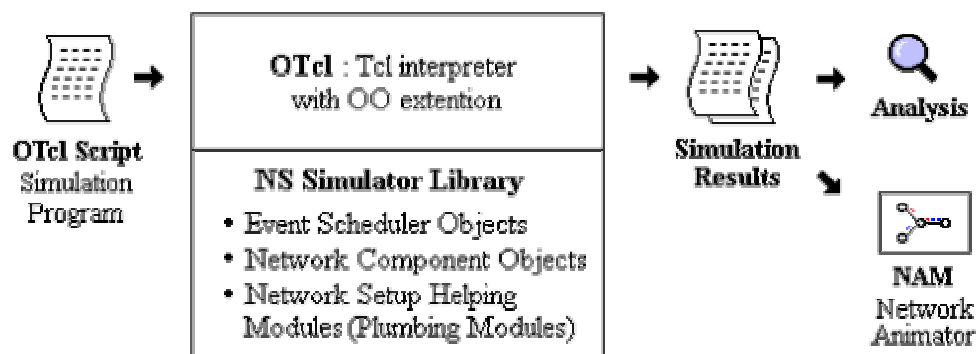 OTcl Script
Simulation
Program
OTcl : Tcl interpreter
with OO extention
NS Simulator Library
• Event Scheduler Objects
• Network Component Objects
• Network Setup Helping
Modules (Plumbing Modules)
Simulation
Results
Analysis
NAM
Network
Animator